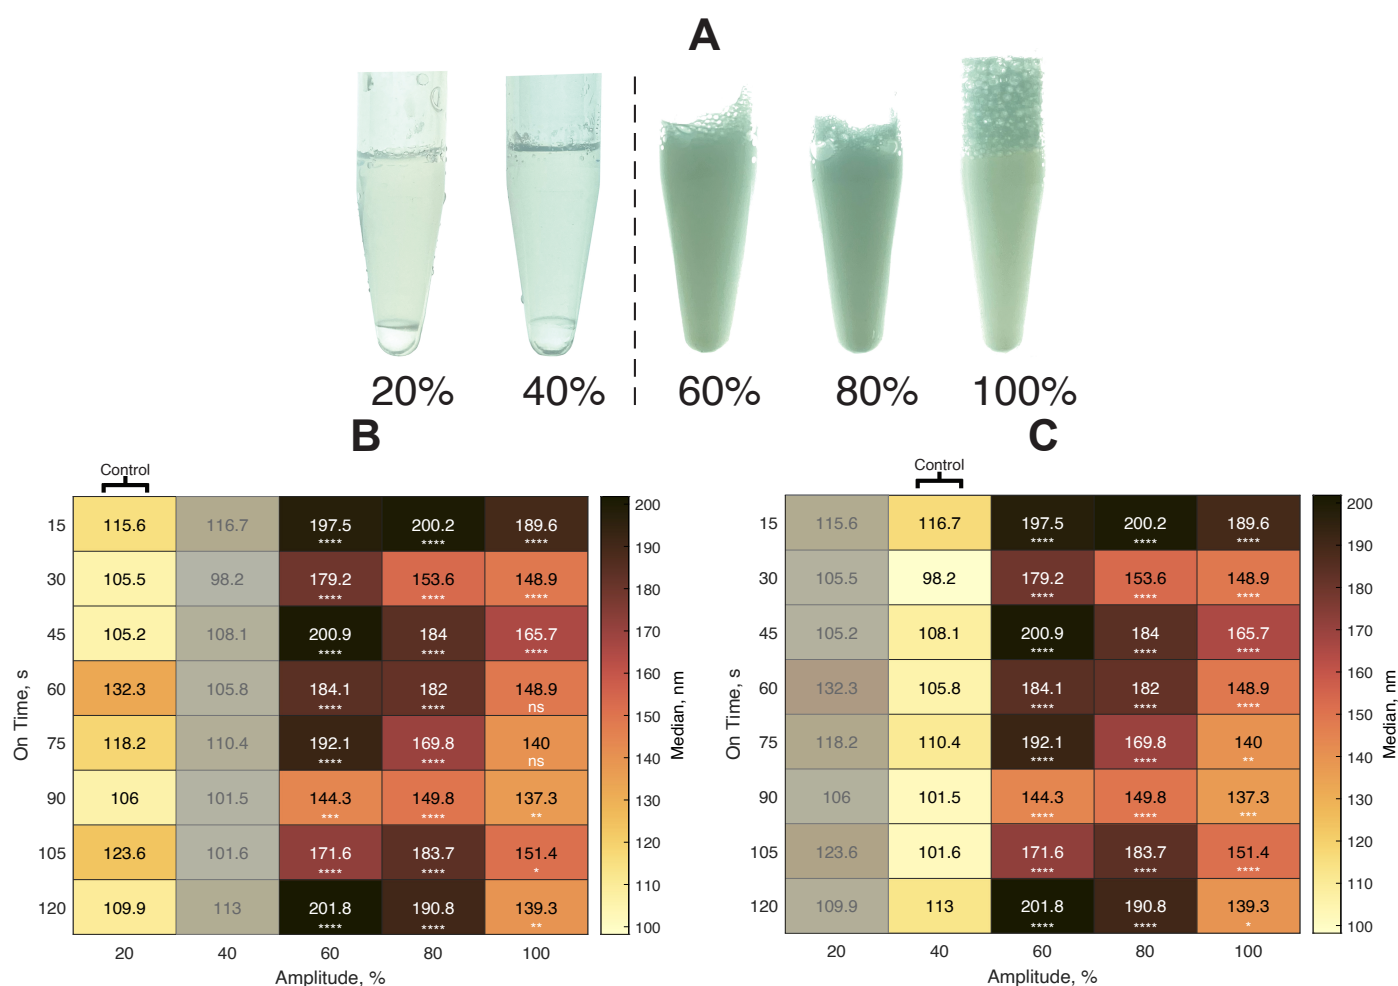 A
20% 40% 60% 80% 100%
B
Control
15 115.6 116.7 197.5 200.2 189.6
**** **** ****
30 105.5 98.2 179.2 153.6 148.9
**** **** ****
45 105.2 108.1 200.9 184 165.7
**** **** ****
60 132.3 105.8 184.1 182 148.9
**** **** ns
75 118.2 110.4 192.1 169.8 140
**** **** ns
90 106 101.5 144.3 149.8 137.3
*** **** **
105 123.6 101.6 171.6 183.7 151.4
**** **** *
120 109.9 113 201.8 190.8 139.3
**** **** **
20 40 60 80 100
Amplitude, %
On Time, s
200
190
180
170
160
150
140
130
120
110
100
Median, nm
C
Control
15 115.6 116.7 197.5 200.2 189.6
**** **** ****
30 105.5 98.2 179.2 153.6 148.9
**** **** ****
45 105.2 108.1 200.9 184 165.7
**** **** ****
60 132.3 105.8 184.1 182 148.9
**** **** ****
75 118.2 110.4 192.1 169.8 140
**** **** **
90 106 101.5 144.3 149.8 137.3
**** **** ***
105 123.6 101.6 171.6 183.7 151.4
**** **** ****
120 109.9 113 201.8 190.8 139.3
**** **** *
20 40 60 80 100
Amplitude, %
On Time, s
200
190
180
170
160
150
140
130
120
110
100
Median, nm